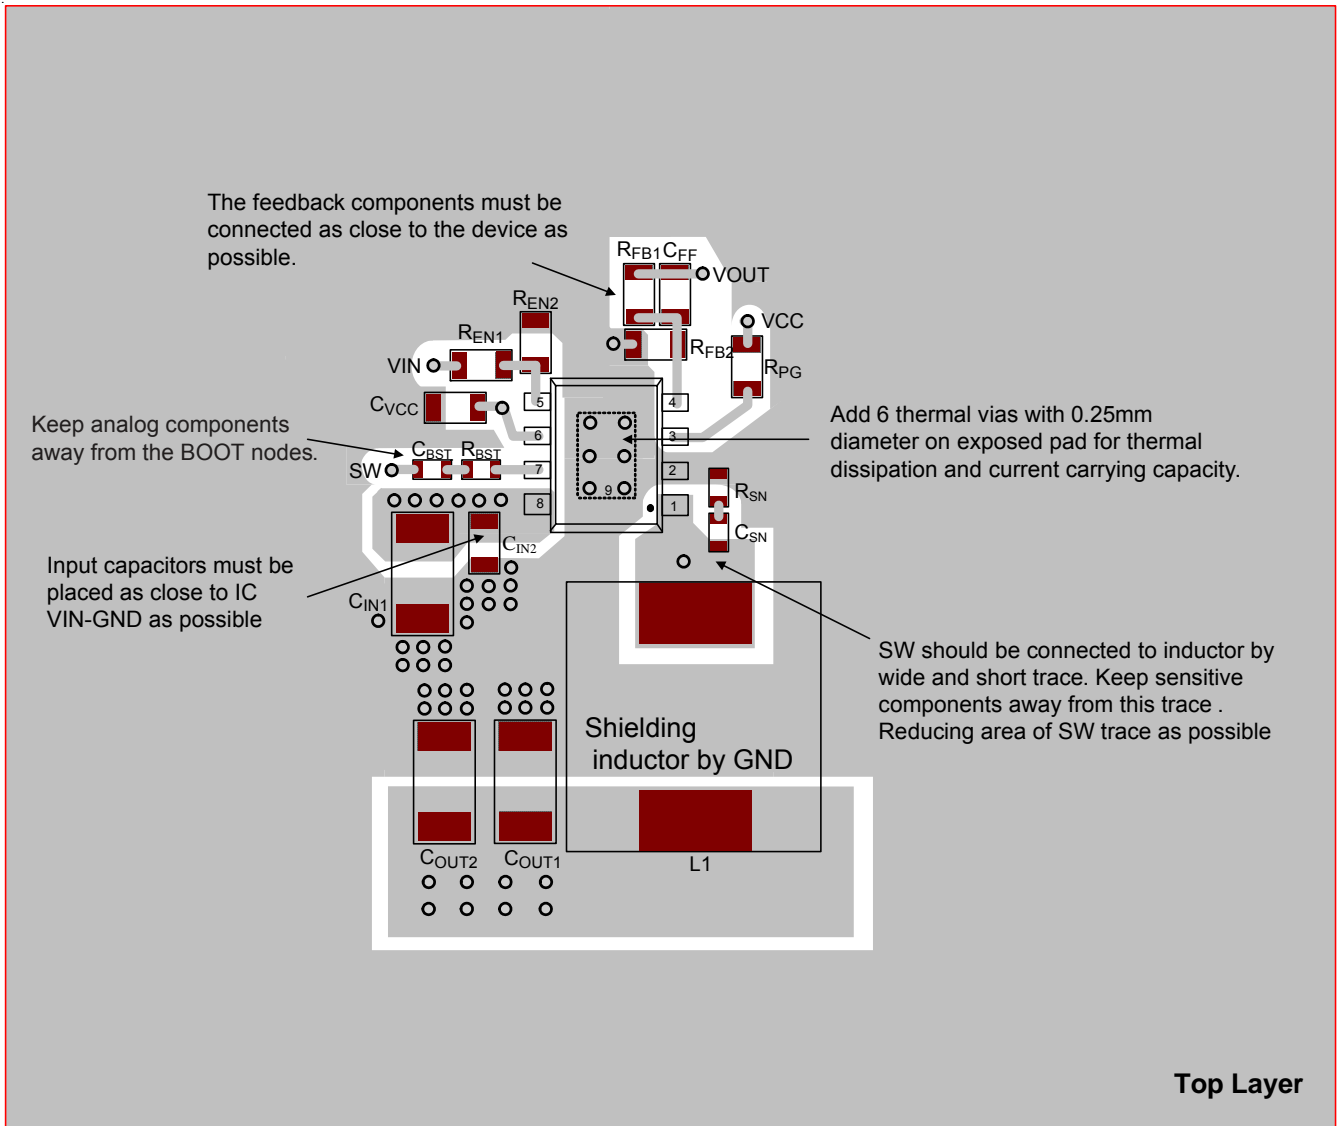 The feedback components must be
connected as close to the device as
possible.
RFB1 CFF
VOUT
REN2
VCC
REN1
RFB2
VIN
RPG
CVCC
5
4
Keep analog components
away from the BOOT nodes.
6
3
Add 6 thermal vias with 0.25mm
diameter on exposed pad for thermal
dissipation and current carrying capacity.
CBST RBST
SW
7
2
9
RSN
8
1
CSN
CIN2
Input capacitors must be
placed as close to IC
VIN-GND as possible
CIN1
SW should be connected to inductor by
wide and short trace. Keep sensitive
components away from this trace .
Reducing area of SW trace as possible
Shielding
inductor by GND
COUT2
COUT1
L1
Top Layer